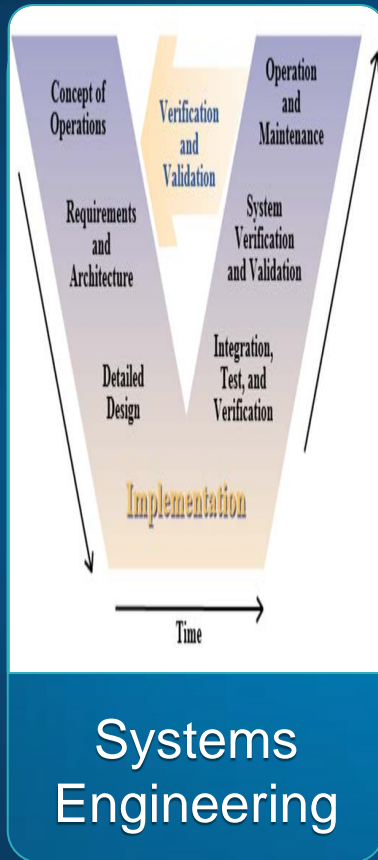 Concept of
Operations
Verification
and
Validation
Operation
and
Maintenance
Requirements
and
Architecture
System
Verification
and Validation
Detailed
Design
Integration,
Test, and
Verification
Implementation
Time
Systems
Engineering